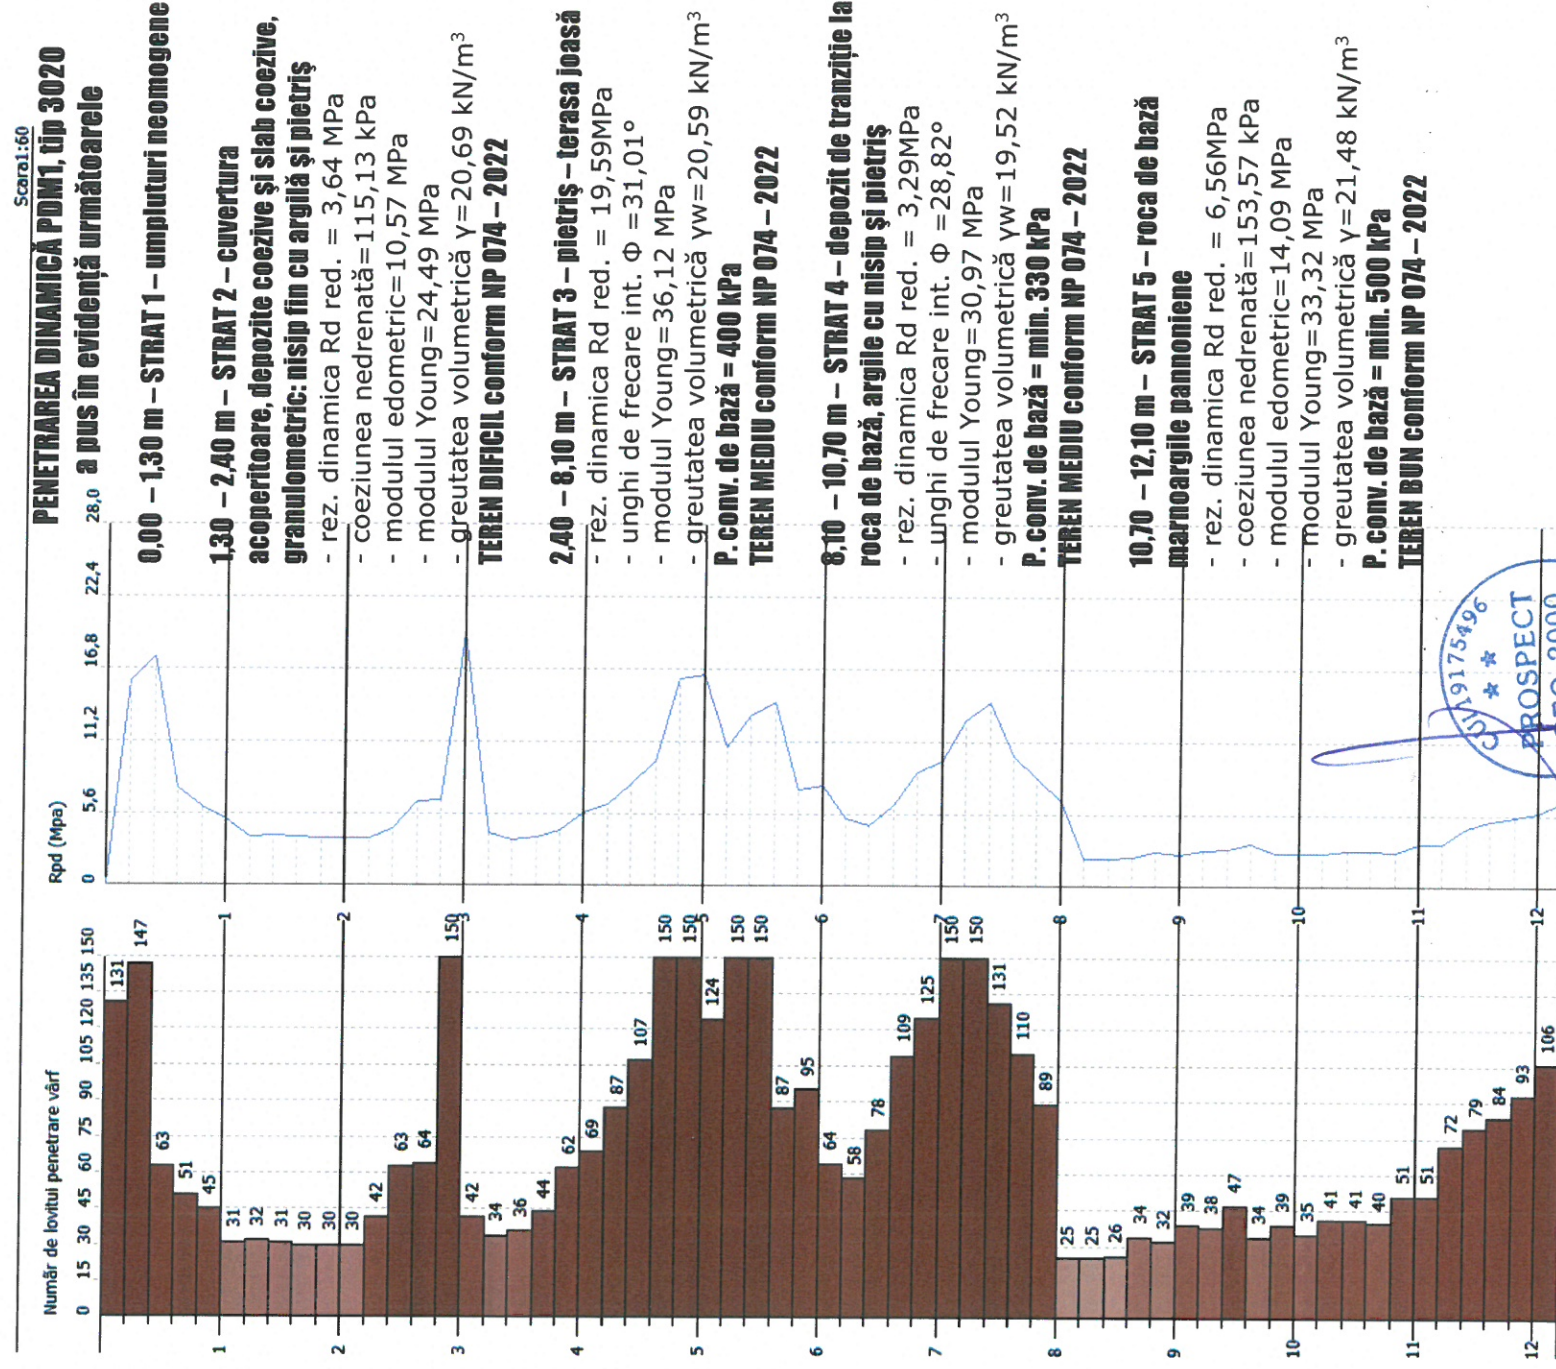 Scara1:60
PENETRAREA DINAMICĂ PDM1, tip 3020
a pus în evidență următoarele
Număr de lovituri penetrare vârf
Rpd (Mpa)
0 15 30 45 60 75 90 105 120 135 150
0 5,6 11,2 16,8 22,4 28,0
131
147
63
51
45
31
32
31
30
30
30
42
63
64
150
42
34
36
44
62
69
87
107
150
150
124
150
150
87
95
64
58
78
109
125
150
150
131
110
89
25
25
26
34
32
39
38
47
34
39
35
41
41
40
51
51
72
79
84
93
106
1 2 3 4 5 6 7 8 9 10 11 12
1 2 3 4 5 6 7 8 9 10 11 12
0,00 – 1,30 m – STRAT 1 – umpluturi neomogene
1,30 – 2,40 m – STRAT 2 – cuvertura
acoperitoare, depozite coezive și slab coezive,
granulometric: nisip fin cu argilă și pietriș
- rez. dinamica Rd red. = 3,64 MPa
- coeziunea nedrenată=115,13 kPa
- modulul edometric=10,57 MPa
- modulul Young=24,49 MPa
- greutatea volumetrică γ=20,69 kN/m³
TEREN DIFICIL conform NP 074 – 2022
2,40 – 8,10 m – STRAT 3 – pietriș – terasa joasă
- rez. dinamica Rd red. = 19,59MPa
- unghi de frecare int. Φ =31,01°
- modulul Young=36,12 MPa
- greutatea volumetrică γw=20,59 kN/m³
P. conv. de bază = 400 kPa
TEREN MEDIU conform NP 074 – 2022
8,10 – 10,70 m – STRAT 4 – depozit de tranziție la
roca de bază, argile cu nisip și pietriș
- rez. dinamica Rd red. = 3,29MPa
- unghi de frecare int. Φ =28,82°
- modulul Young=30,97 MPa
- greutatea volumetrică γw=19,52 kN/m³
P. conv. de bază = min. 330 kPa
TEREN MEDIU conform NP 074 – 2022
10,70 – 12,10 m – STRAT 5 – roca de bază
marnoargile pannoniene
- rez. dinamica Rd red. = 6,56MPa
- coeziunea nedrenată=153,57 kPa
- modulul edometric=14,09 MPa
- modulul Young=33,32 MPa
- greutatea volumetrică γ=21,48 kN/m³
P. conv. de bază = min. 500 kPa
TEREN BUN conform NP 074 – 2022
CUI 19175496
PROSPECT